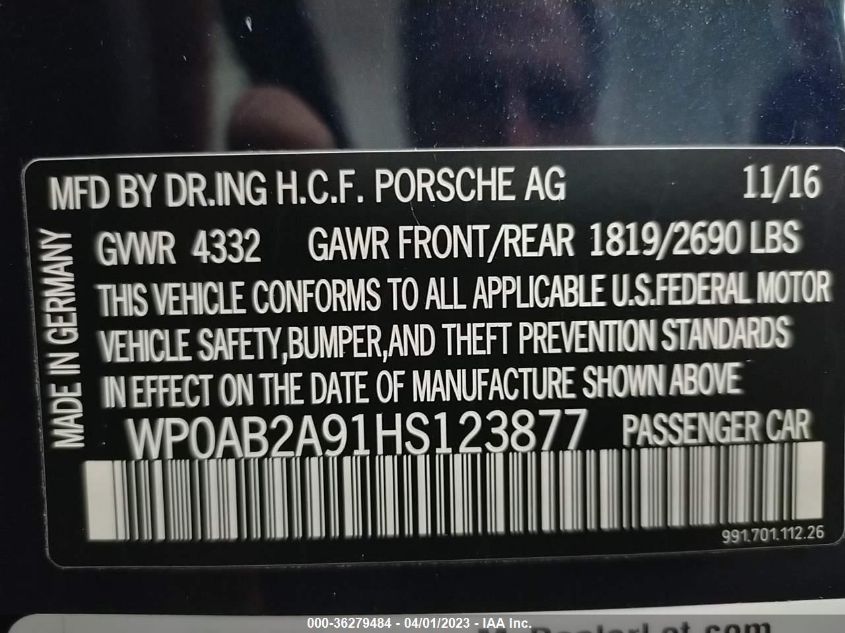 MFD BY DR.ING H.C.F. PORSCHE AG 11/16
GVWR 4332 GAWR FRONT/REAR 1819/2690 LBS
THIS VEHICLE CONFORMS TO ALL APPLICABLE U.S.FEDERAL MOTOR
VEHICLE SAFETY,BUMPER,AND THEFT PREVENTION STANDARDS
IN EFFECT ON THE DATE OF MANUFACTURE SHOWN ABOVE
MADE IN GERMANY
WP0AB2A91HS123877 PASSENGER CAR
991.701.112.26
000-36279484 - 04/01/2023 - IAA Inc.